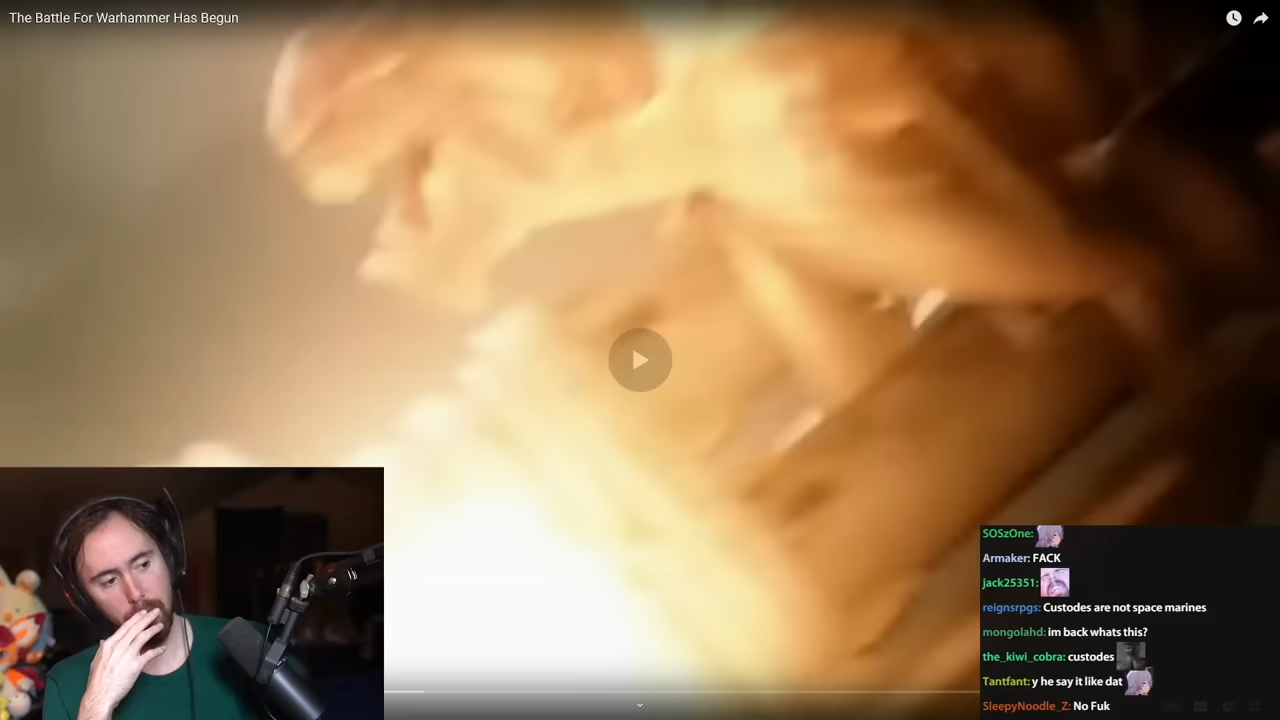 The Battle For Warhammer Has Begun
SOSzOne:
Armaker: FACK
jack25351:
reignsrpgs: Custodes are not space marines
mongolahd: im back whats this?
the_kiwi_cobra: custodes
Tantfant: y he say it like dat
SleepyNoodle_Z: No Fuk